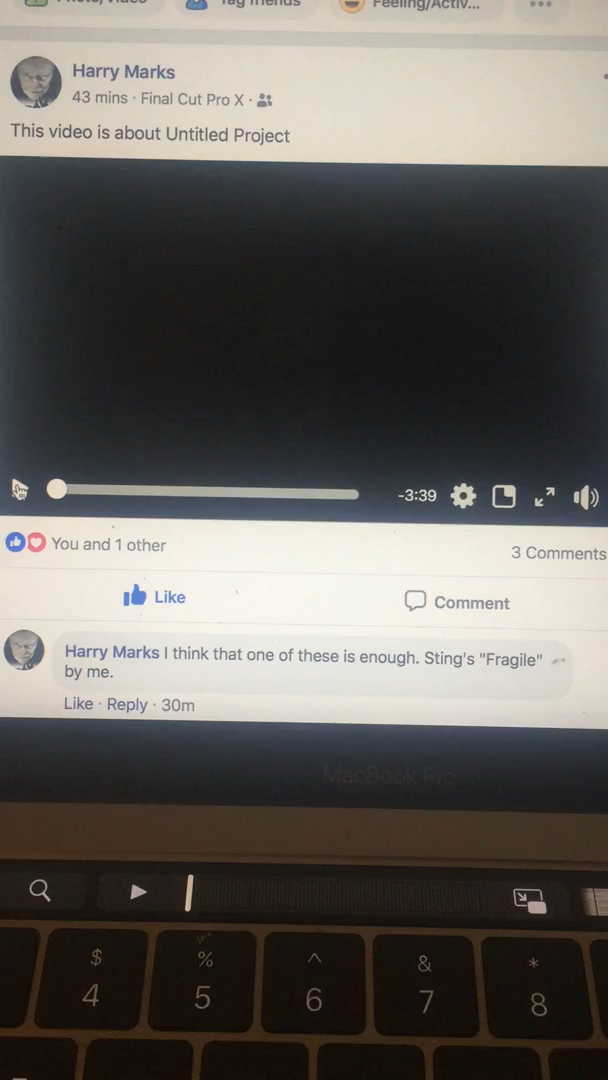 Photo/Video Tag friends Feeling/Activ...
Harry Marks
43 mins · Final Cut Pro X ·
This video is about Untitled Project
-3:39
You and 1 other
3 Comments
Like Comment
Harry Marks I think that one of these is enough. Sting's "Fragile"
by me.
Like · Reply · 30m
MacBook Pro
$ % ^ & *
4 5 6 7 8